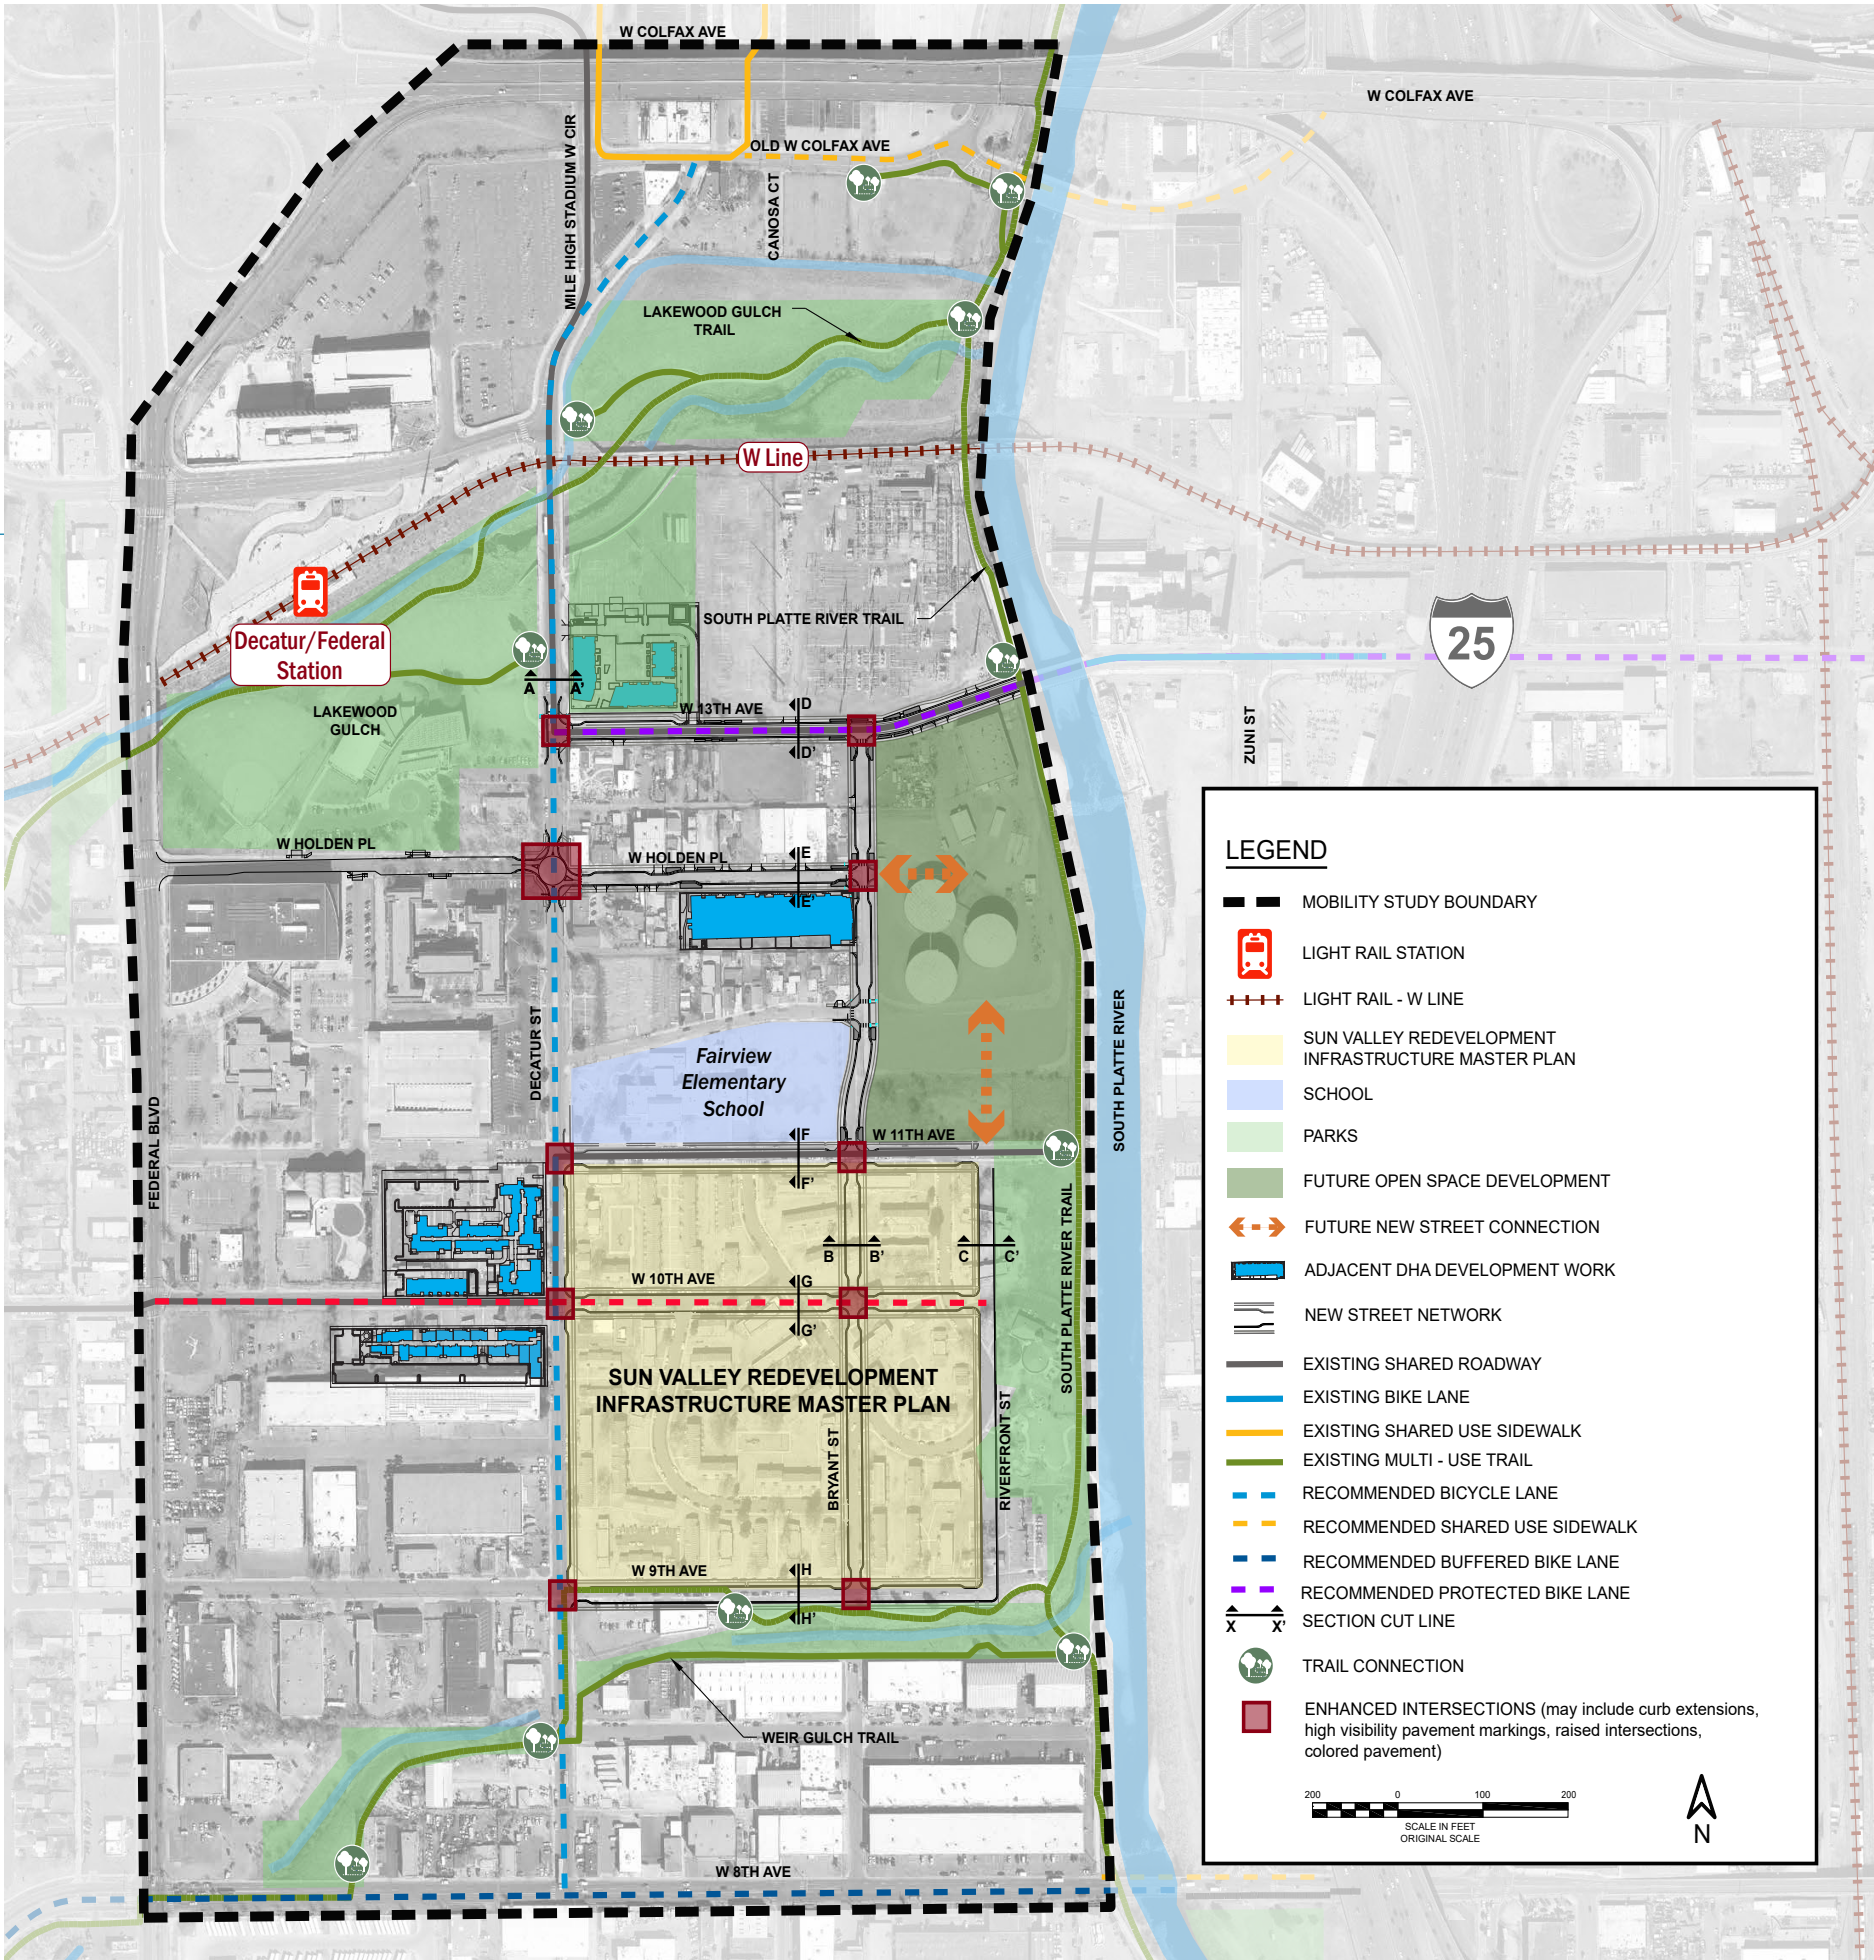 W COLFAX AVE
W COLFAX AVE
OLD W COLFAX AVE
MILE HIGH STADIUM W CIR
CANOSA CT
LAKEWOOD GULCH
TRAIL
W Line
Decatur/Federal
Station
SOUTH PLATTE RIVER TRAIL
25
A
A'
LAKEWOOD
GULCH
W 13TH AVE
D
D'
ZUNI ST
W HOLDEN PL
W HOLDEN PL
E
E'
DECATUR ST
Fairview
Elementary
School
SOUTH PLATTE RIVER
FEDERAL BLVD
F
W 11TH AVE
F'
SOUTH PLATTE RIVER TRAIL
B
B'
C
C'
W 10TH AVE
G
G'
SUN VALLEY REDEVELOPMENT
INFRASTRUCTURE MASTER PLAN
BRYANT ST
RIVERFRONT ST
W 9TH AVE
H
H'
WEIR GULCH TRAIL
W 8TH AVE
LEGEND
MOBILITY STUDY BOUNDARY
LIGHT RAIL STATION
LIGHT RAIL - W LINE
SUN VALLEY REDEVELOPMENT
INFRASTRUCTURE MASTER PLAN
SCHOOL
PARKS
FUTURE OPEN SPACE DEVELOPMENT
FUTURE NEW STREET CONNECTION
ADJACENT DHA DEVELOPMENT WORK
NEW STREET NETWORK
EXISTING SHARED ROADWAY
EXISTING BIKE LANE
EXISTING SHARED USE SIDEWALK
EXISTING MULTI - USE TRAIL
RECOMMENDED BICYCLE LANE
RECOMMENDED SHARED USE SIDEWALK
RECOMMENDED BUFFERED BIKE LANE
RECOMMENDED PROTECTED BIKE LANE
X X' SECTION CUT LINE
TRAIL CONNECTION
ENHANCED INTERSECTIONS (may include curb extensions,
high visibility pavement markings, raised intersections,
colored pavement)
200 0 100 200
SCALE IN FEET
ORIGINAL SCALE
N